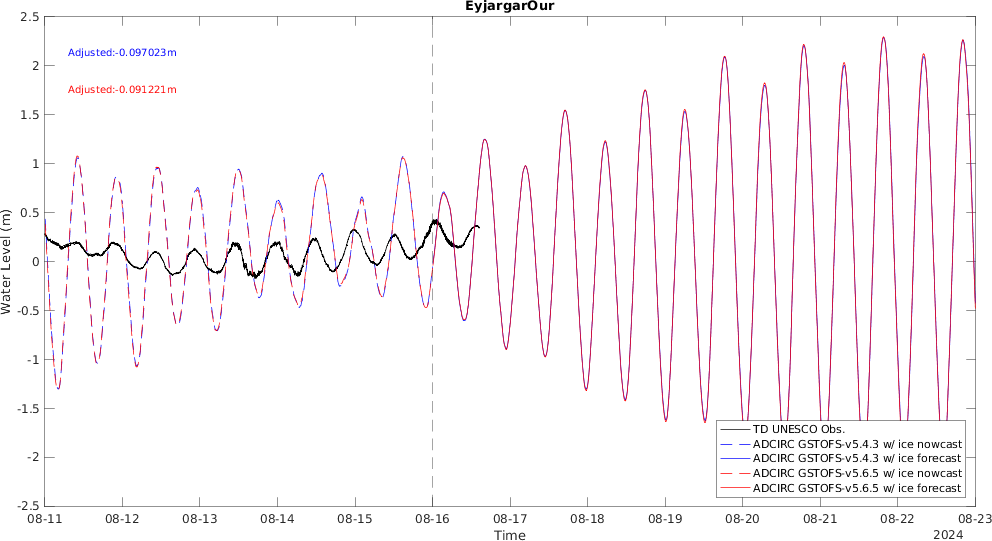 EyjargarOur
Adjusted:-0.097023m
Adjusted:-0.091221m
Water Level (m)
2.5
2
1.5
1
0.5
0
-0.5
-1
-1.5
-2
-2.5
TD UNESCO Obs.
ADCIRC GSTOFS-v5.4.3 w/ ice nowcast
ADCIRC GSTOFS-v5.4.3 w/ ice forecast
ADCIRC GSTOFS-v5.6.5 w/ ice nowcast
ADCIRC GSTOFS-v5.6.5 w/ ice forecast
08-11 08-12 08-13 08-14 08-15 08-16 08-17 08-18 08-19 08-20 08-21 08-22 08-23
Time
2024